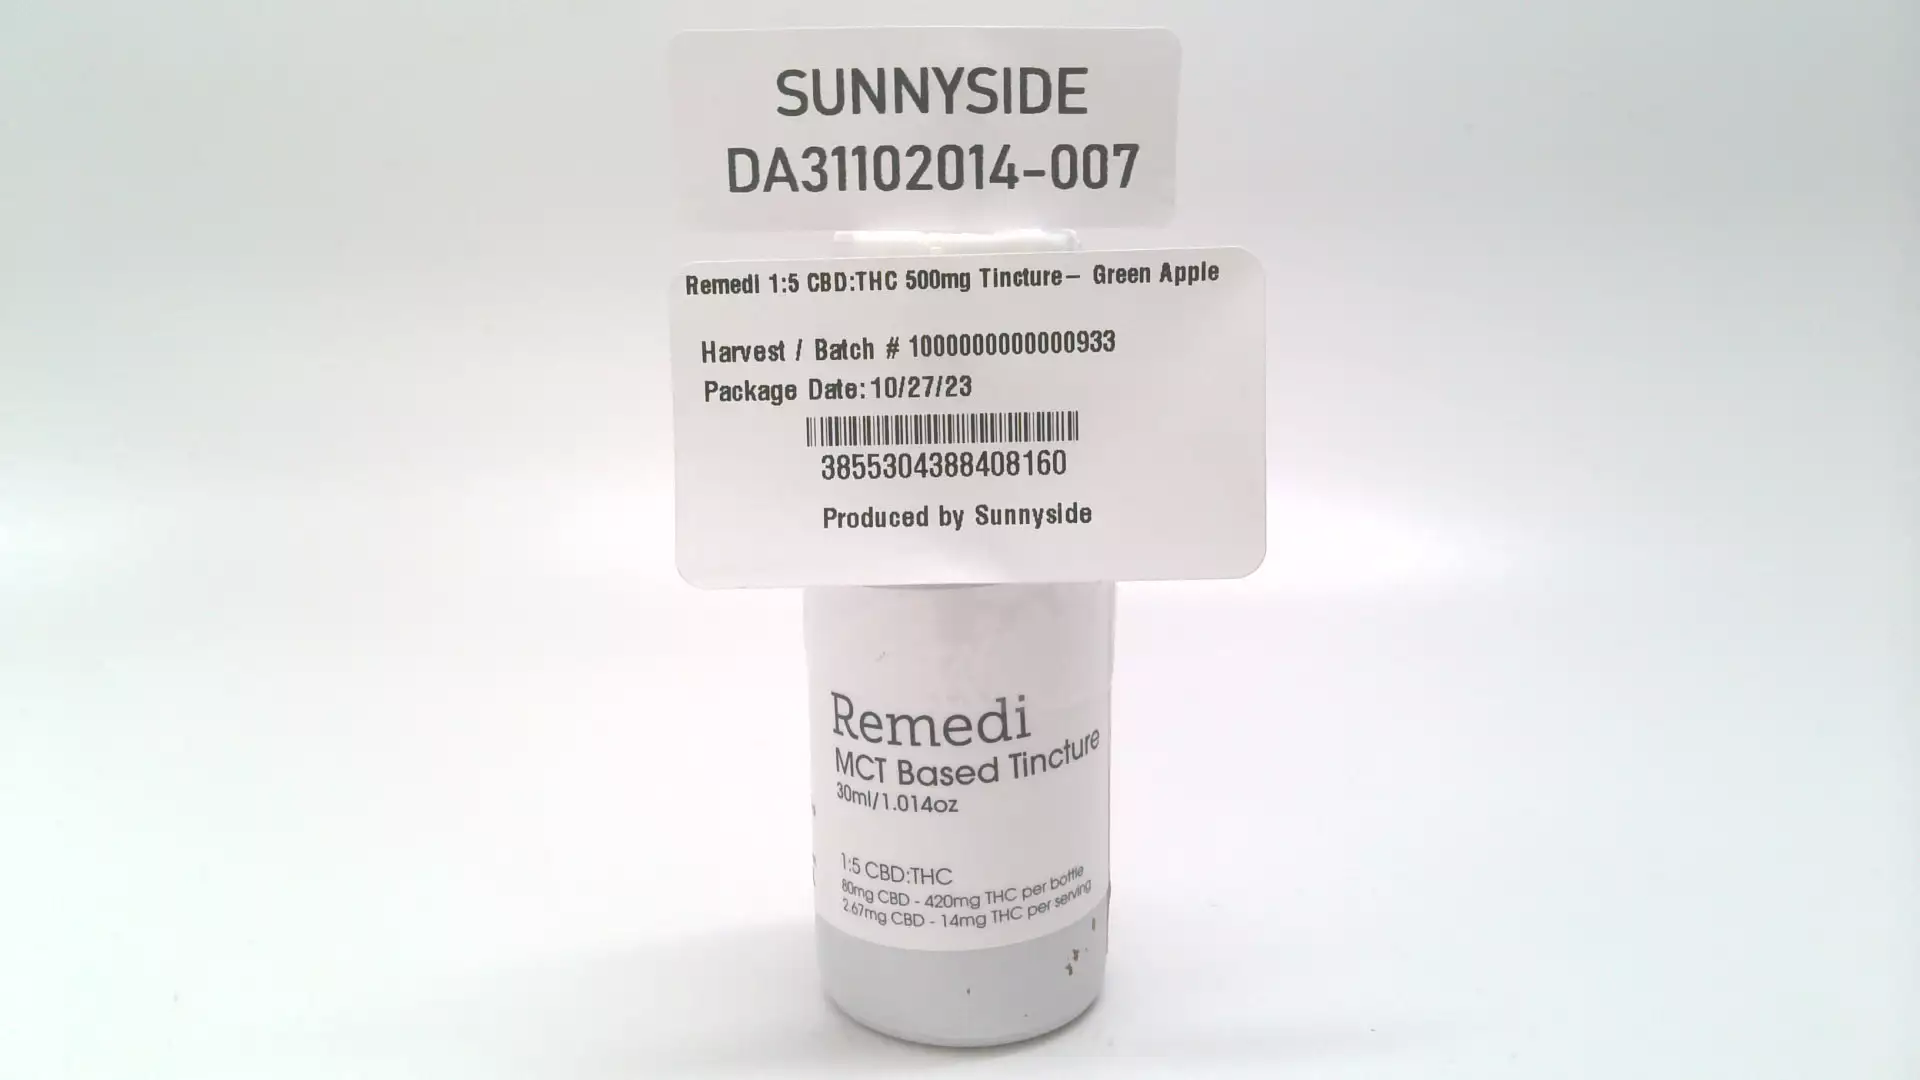 SUNNYSIDE
DA31102014-007
Remedi 1:5 CBD:THC 500mg Tincture– Green Apple
Harvest / Batch # 1000000000000933
Package Date: 10/27/23
3855304388408160
Produced by Sunnyside
Remedi
MCT Based Tincture
30ml/1.014oz
1:5 CBD:THC
80mg CBD - 420mg THC per bottle
2.67mg CBD - 14mg THC per serving